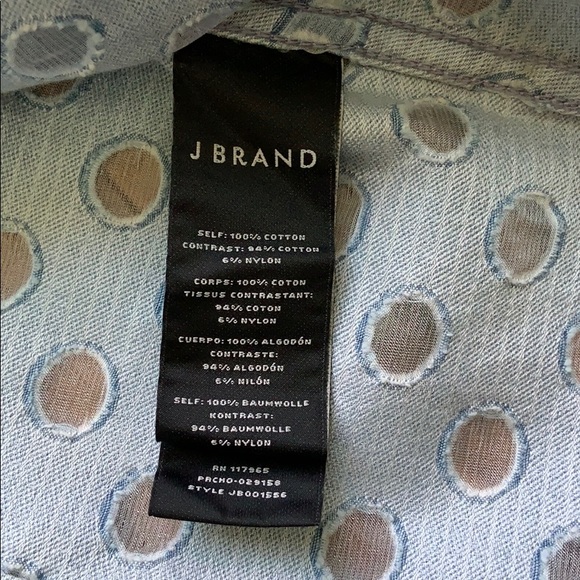 J BRAND
SELF: 100% COTTON
CONTRAST: 94% COTTON
6% NYLON
CORPS: 100% COTON
TISSUS CONTRASTANT:
94% COTON
6% NYLON
CUERPO: 100% ALGODÓN
CONTRASTE:
94% ALGODÓN
6% NILÓN
SELF: 100% BAUMWOLLE
KONTRAST:
94% BAUMWOLLE
6% NYLON
RN 117965
PRCHO-029158
STYLE JB001556